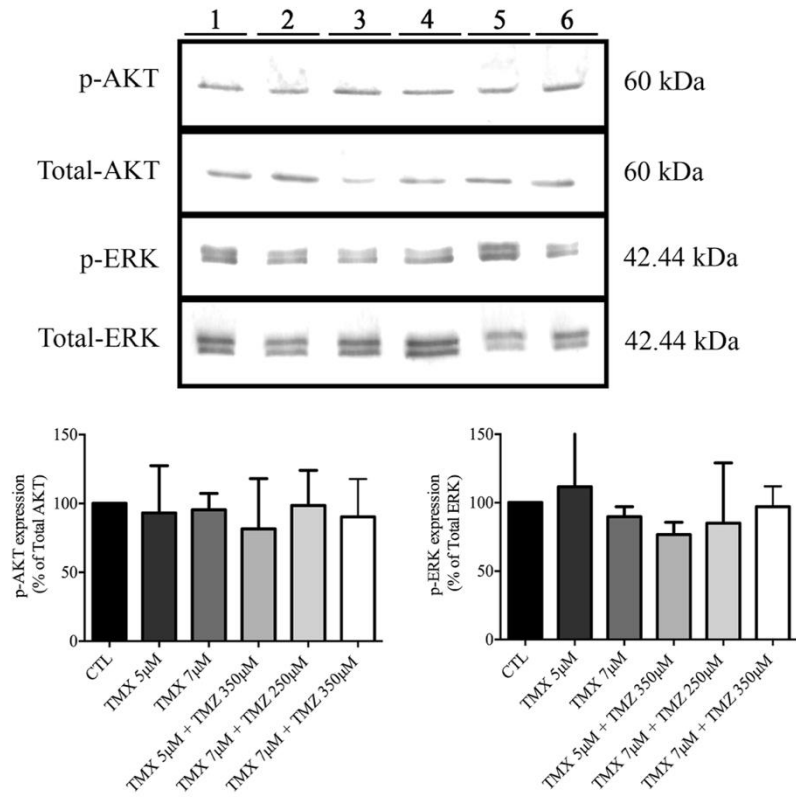 1 2 3 4 5 6
p-AKT 60 kDa
Total-AKT 60 kDa
p-ERK 42.44 kDa
Total-ERK 42.44 kDa
p-AKT expression
(% of Total AKT)
150
100
50
0
CTL
TMX 5µM
TMX 7µM
TMX 5µM + TMZ 350µM
TMX 7µM + TMZ 250µM
TMX 7µM + TMZ 350µM
p-ERK expression
(% of Total ERK)
150
100
50
0
CTL
TMX 5µM
TMX 7µM
TMX 5µM + TMZ 350µM
TMX 7µM + TMZ 250µM
TMX 7µM + TMZ 350µM